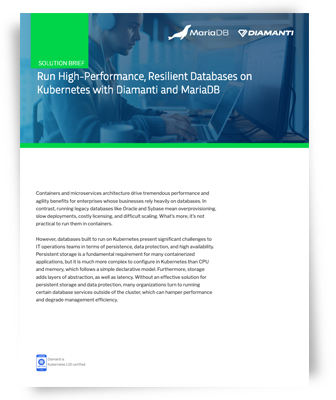 MariaDB DIAMANTI
SOLUTION BRIEF
Run High-Performance, Resilient Databases on
Kubernetes with Diamanti and MariaDB
Containers and microservices architecture drive tremendous performance and
agility benefits for enterprises whose businesses rely heavily on databases. In
contrast, running legacy databases like Oracle and Sybase mean overprovisioning,
slow deployments, costly licensing, and difficult scaling. What's more, it's not
practical to run them in containers.
However, databases built to run on Kubernetes present significant challenges to
IT operations teams in terms of persistence, data protection, and high availability.
Persistent storage is a fundamental requirement for many containerized
applications, but it is much more complex to configure in Kubernetes than CPU
and memory, which follows a simple declarative model. Furthermore, storage
adds layers of abstraction, as well as latency. Without an effective solution for
persistent storage and data protection, many organizations turn to running
certain database services outside of the cluster, which can hamper performance
and degrade management efficiency.
Diamanti is
Kubernetes 1.08 certified